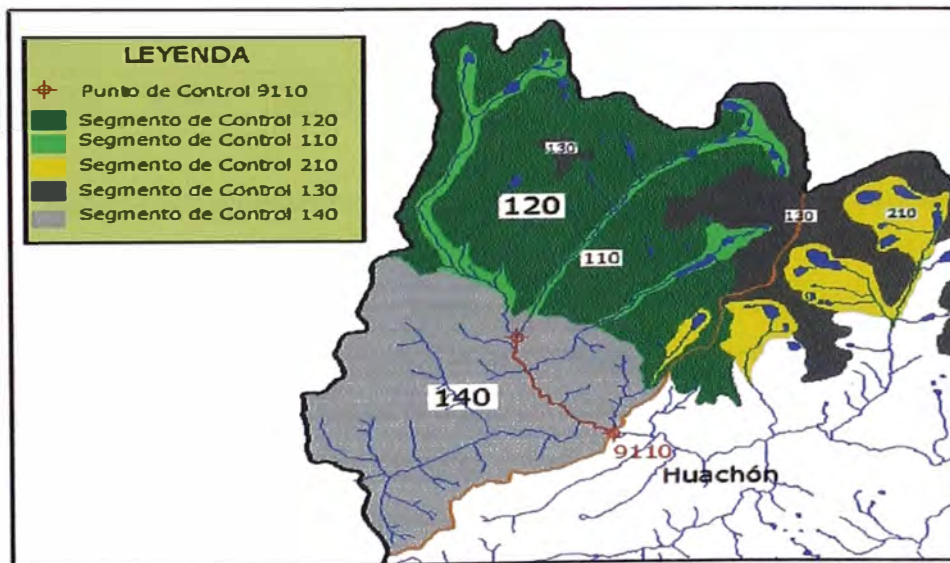 LEYENDA
Punto de Control 9110
Segmento de Control 120
Segmento de Control 110
Segmento de Control 210
Segmento de Control 130
Segmento de Control 140
130
120
210
130
110
140
9110
Huachón